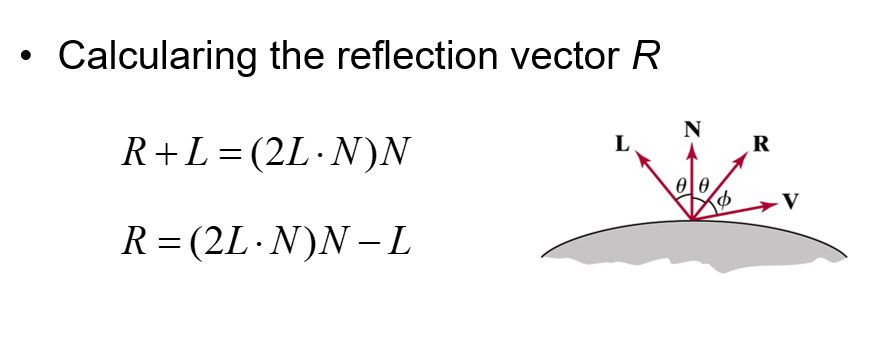 • Calcularing the reflection vector R
R + L = (2L · N)N
R = (2L · N)N − L
L N R
θ θ ϕ V